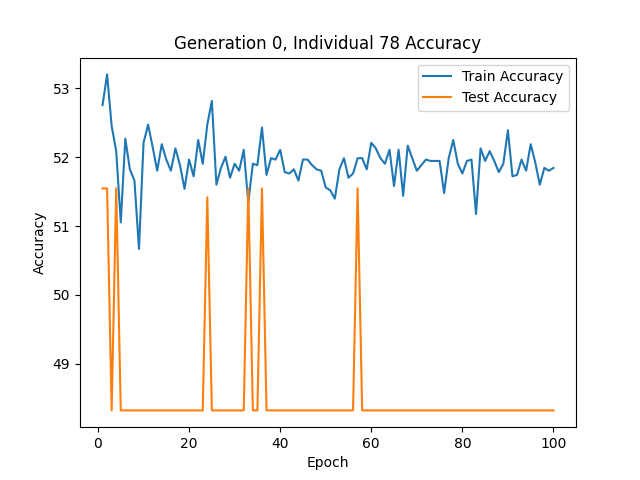 Generation 0, Individual 78 Accuracy
Train Accuracy
Test Accuracy
53
52
51
50
49
Accuracy
0 20 40 60 80 100
Epoch